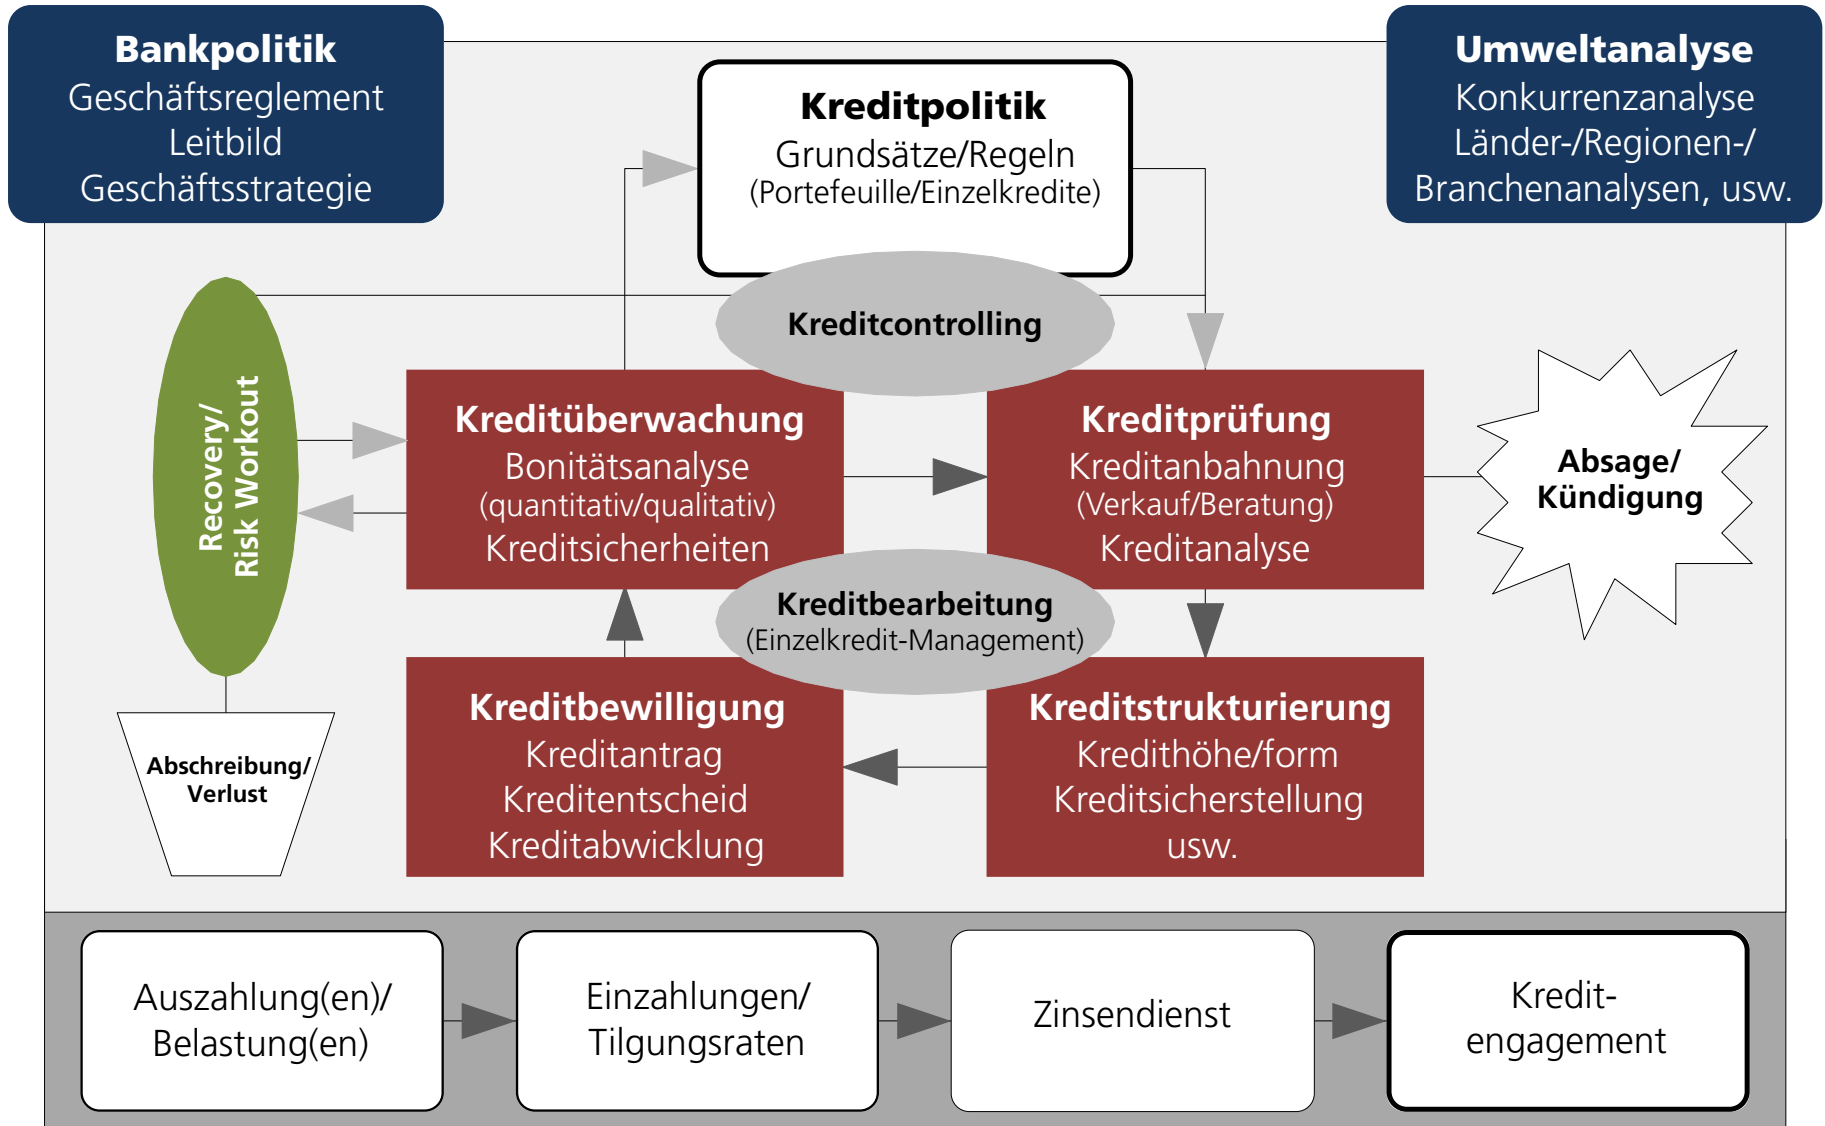 Bankpolitik
Geschäftsreglement
Leitbild
Geschäftsstrategie
Kreditpolitik
Grundsätze/Regeln
(Portefeuille/Einzelkredite)
Umweltanalyse
Konkurrenzanalyse
Länder-/Regionen-/
Branchenanalysen, usw.
Kreditcontrolling
Recovery/
Risk Workout
Kreditüberwachung
Bonitätsanalyse
(quantitativ/qualitativ)
Kreditsicherheiten
Kreditprüfung
Kreditanbahnung
(Verkauf/Beratung)
Kreditanalyse
Absage/
Kündigung
Kreditbearbeitung
(Einzelkredit-Management)
Abschreibung/
Verlust
Kreditbewilligung
Kreditantrag
Kreditentscheid
Kreditabwicklung
Kreditstrukturierung
Kredithöhe/form
Kreditsicherstellung
usw.
Auszahlung(en)/
Belastung(en)
Einzahlungen/
Tilgungsraten
Zinsendienst
Kredit-
engagement